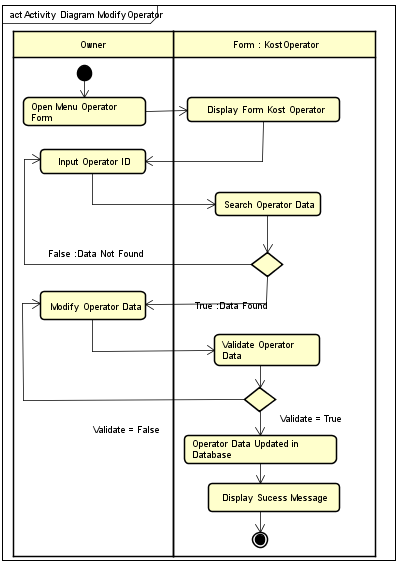 act Activity Diagram Modify Operator
Owner
Form : KostOperator
Open Menu Operator
Form
Display Form Kost Operator
Input Operator ID
Search Operator Data
False :Data Not Found
Modify Operator Data
True :Data Found
Validate Operator
Data
Validate = True
Validate = False
Operator Data Updated in
Database
Display Sucess Message